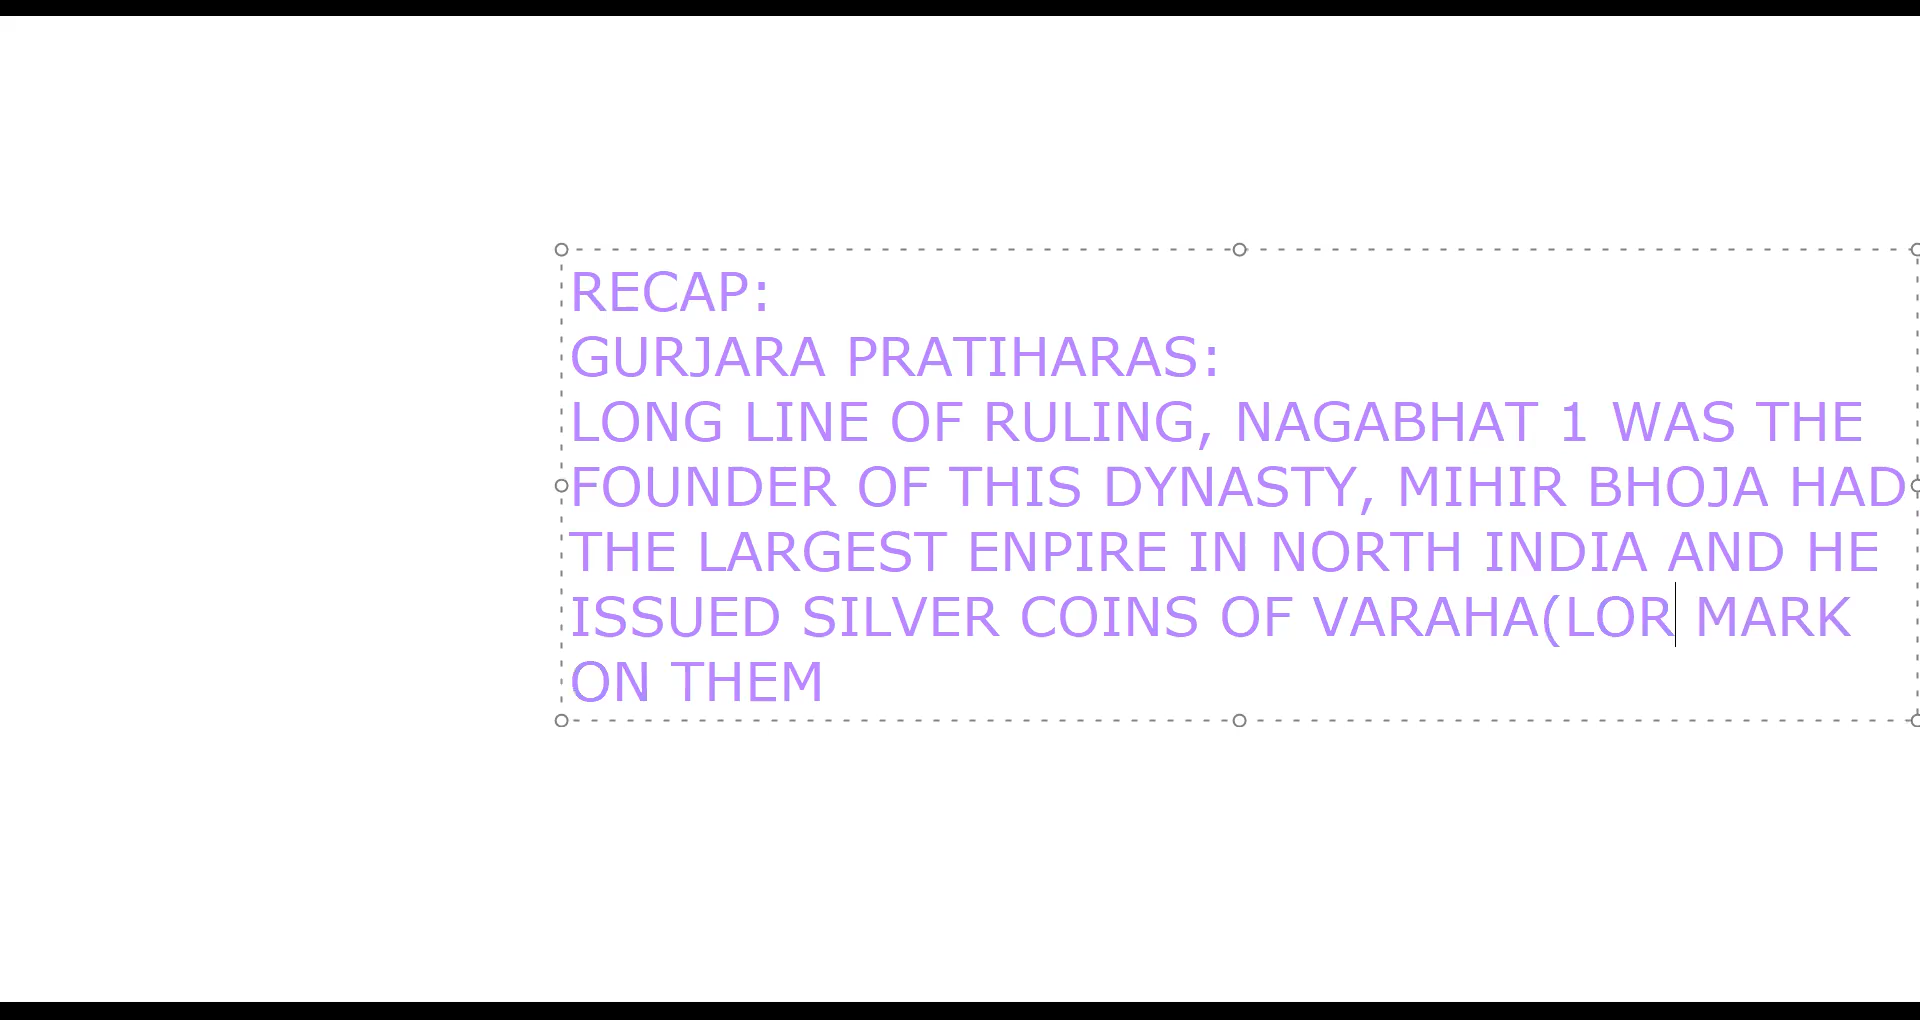 RECAP:
GURJARA PRATIHARAS:
LONG LINE OF RULING, NAGABHAT 1 WAS THE
FOUNDER OF THIS DYNASTY, MIHIR BHOJA HAD
THE LARGEST ENPIRE IN NORTH INDIA AND HE
ISSUED SILVER COINS OF VARAHA(LOR MARK
ON THEM